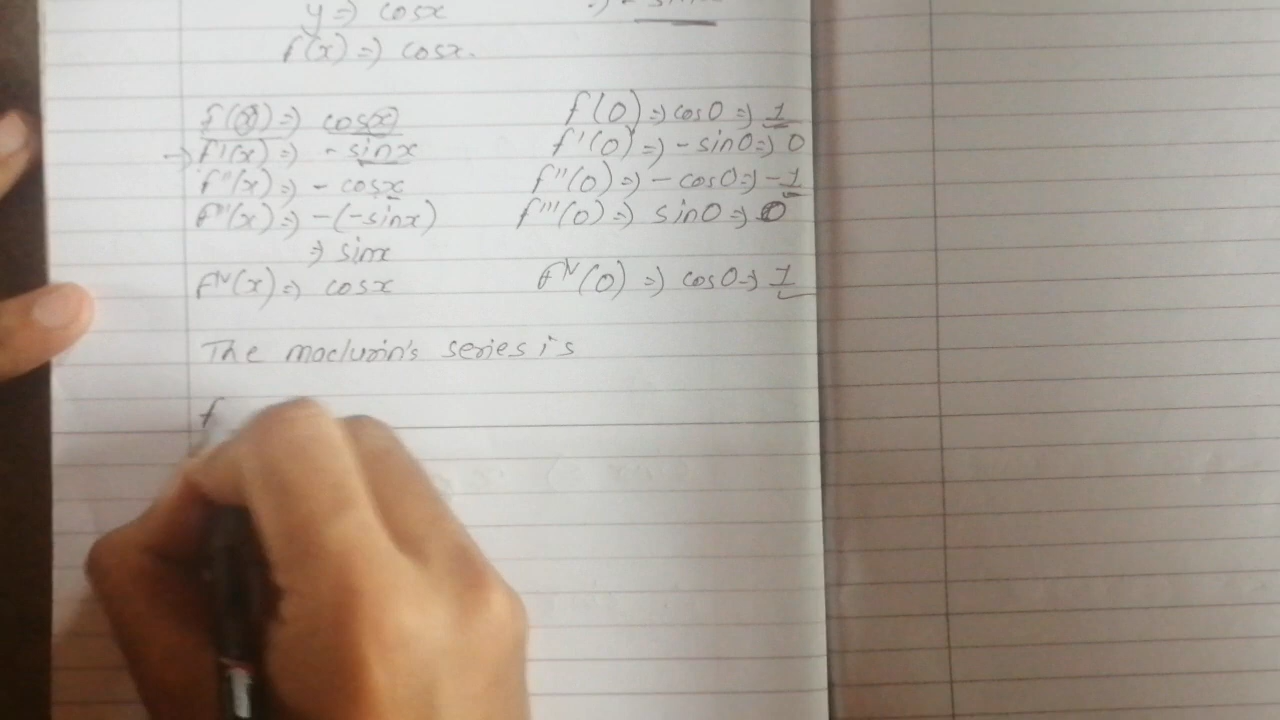 y => cosx
f(x) => cosx.
f(x) => cos(x) f(0) => cos0 => 1
→ f'(x) => - sinx f'(0) => - sin0 => 0
f''(x) => - cosx f''(0) => - cos0 => -1
f'''(x) => -(-sinx) f'''(0) => sin0 => 0
=> sinx
f^IV(x) => cosx f^IV(0) => cos0 => 1
The maclurin's series is
f